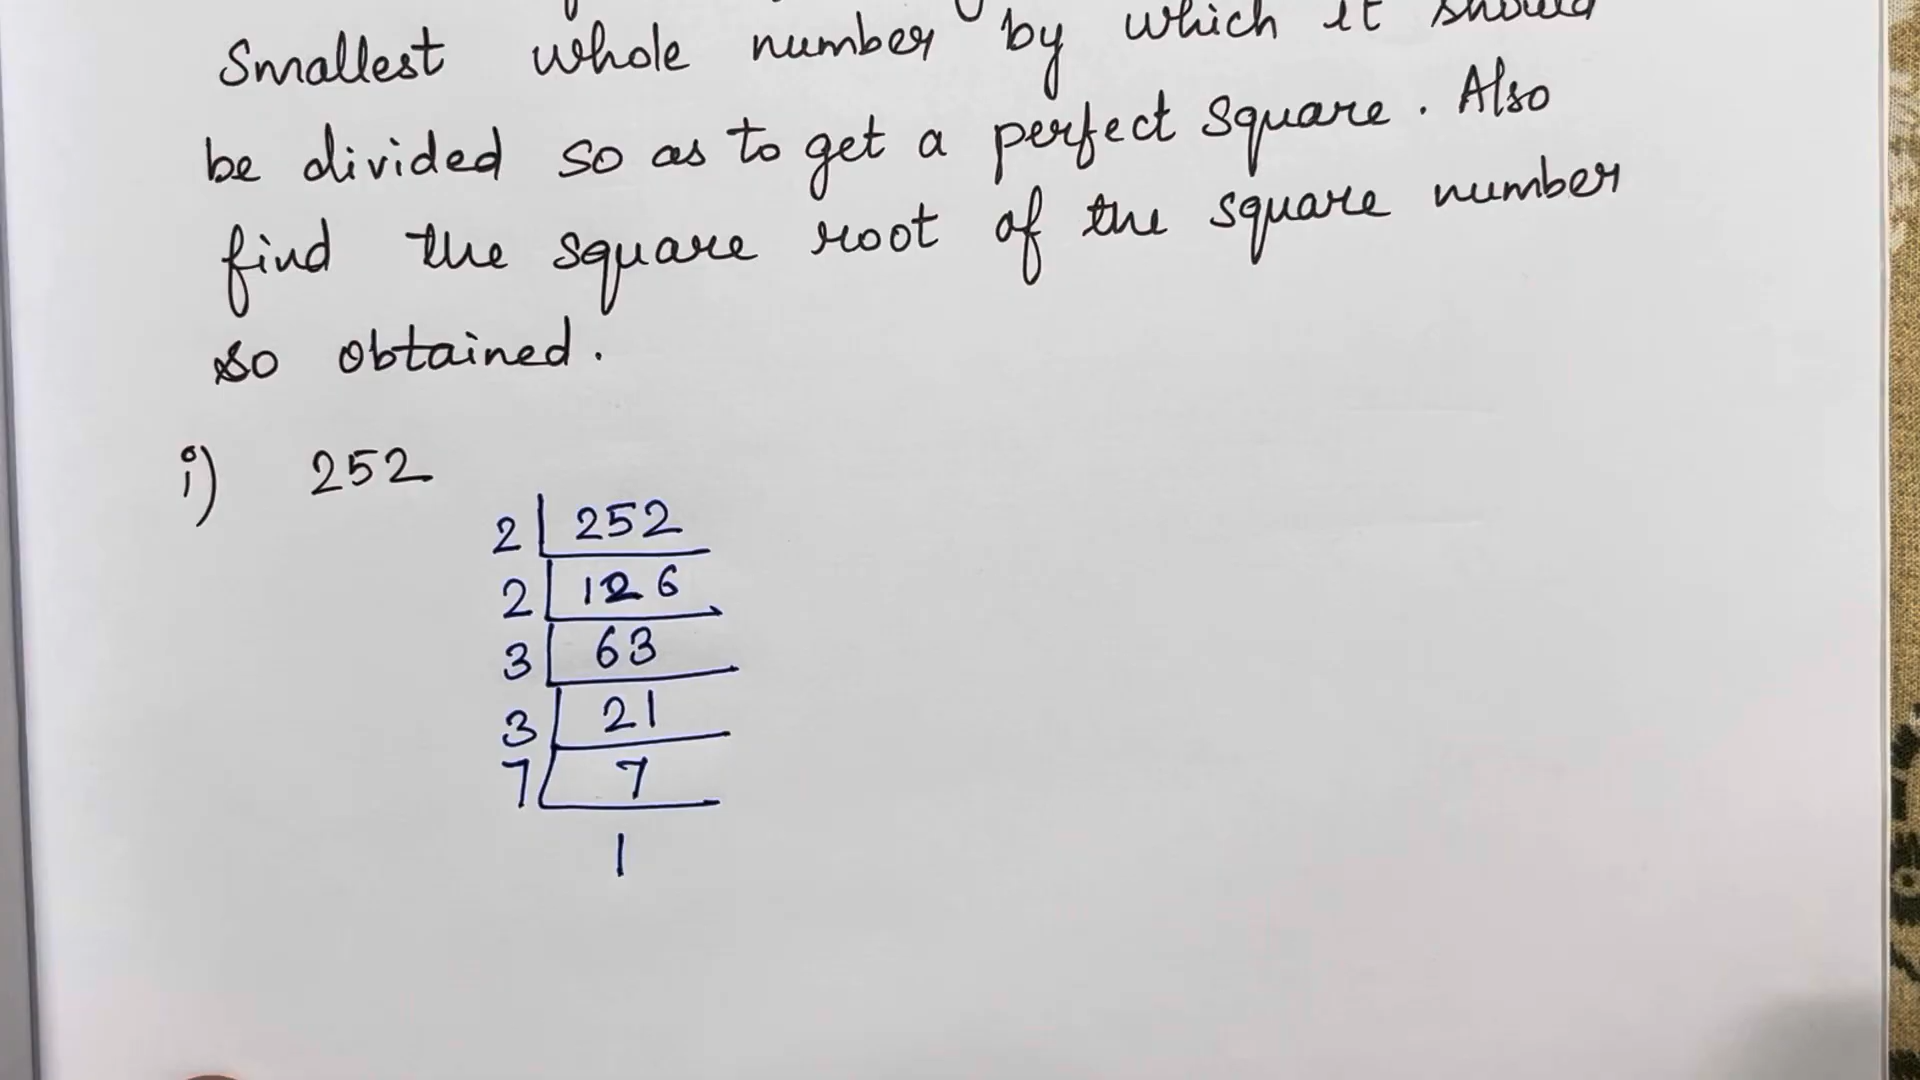 Smallest whole number by which it should
be divided so as to get a perfect square. Also
find the square root of the square number
so obtained.
i) 252
2 252
2 126
3 63
3 21
7 7
1